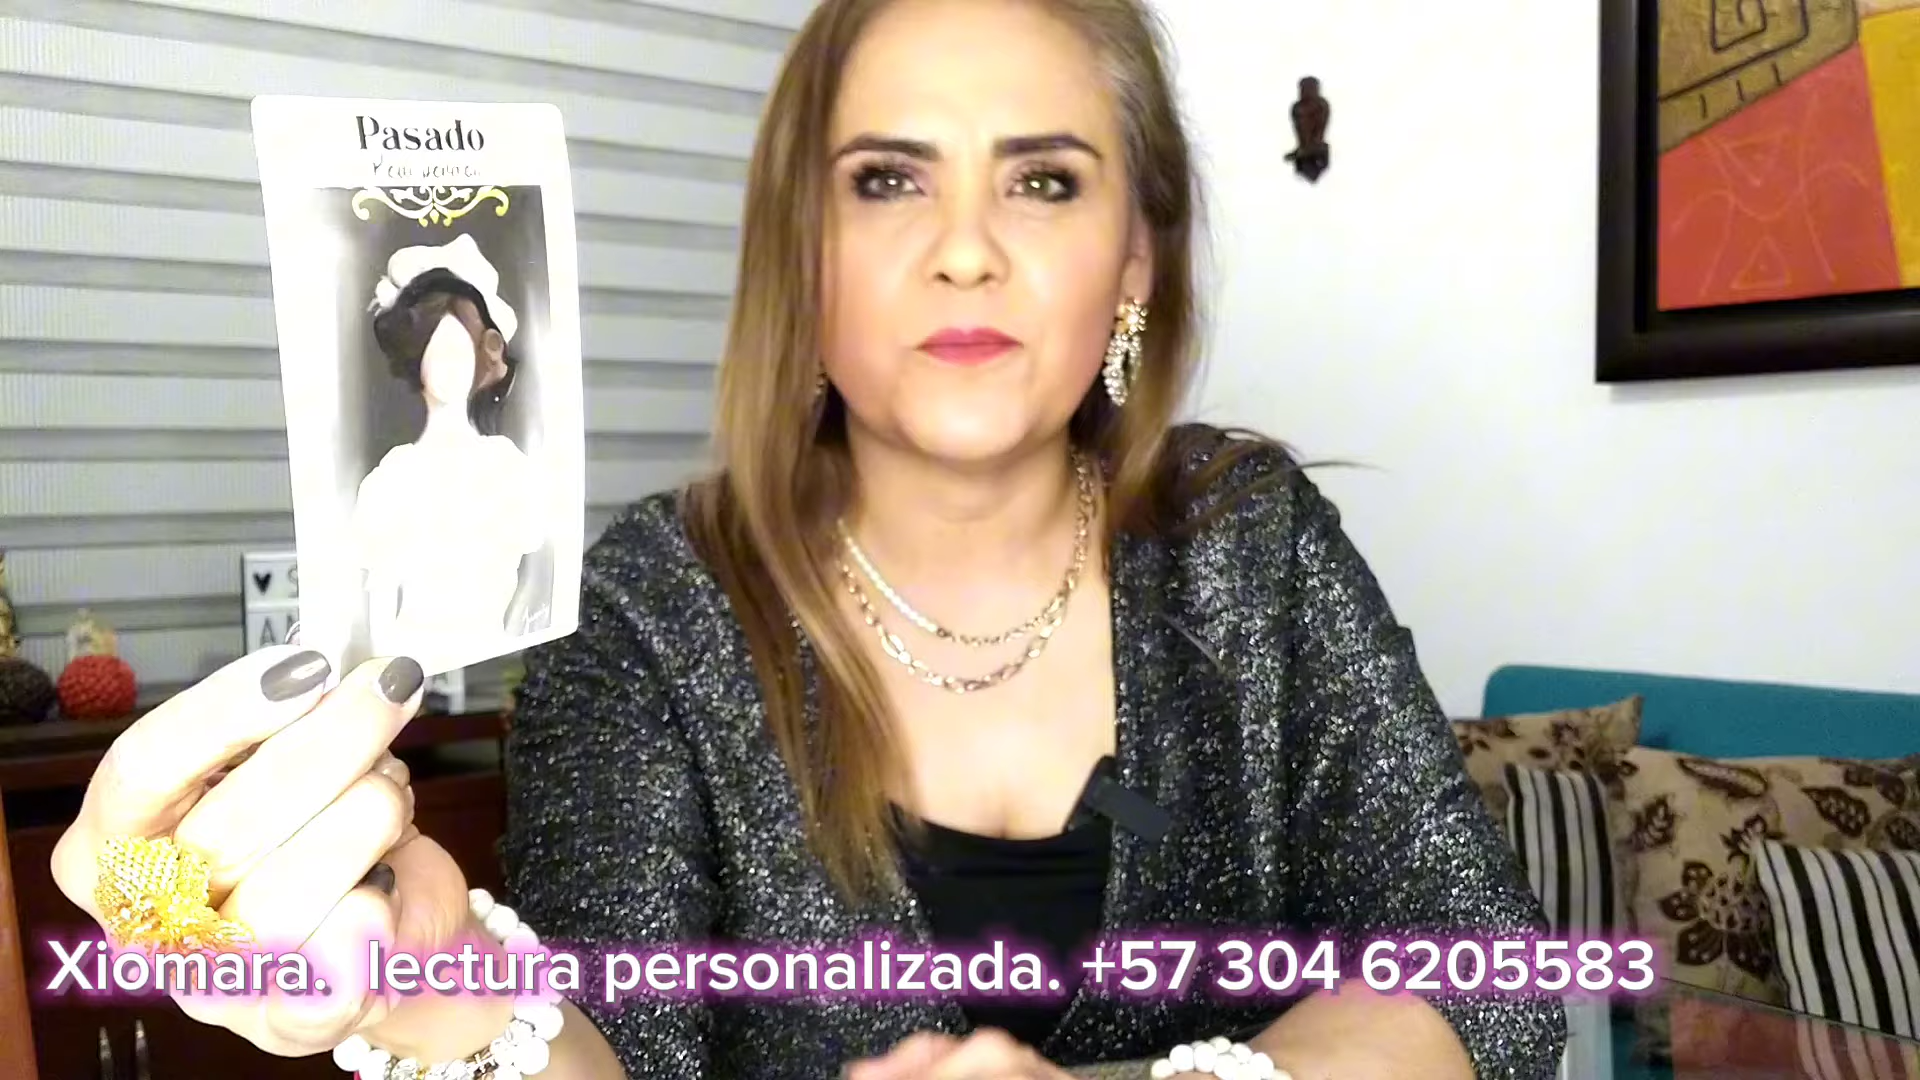 Pasado
♥ S
A
Xiomara. lectura personalizada. +57 304 6205583